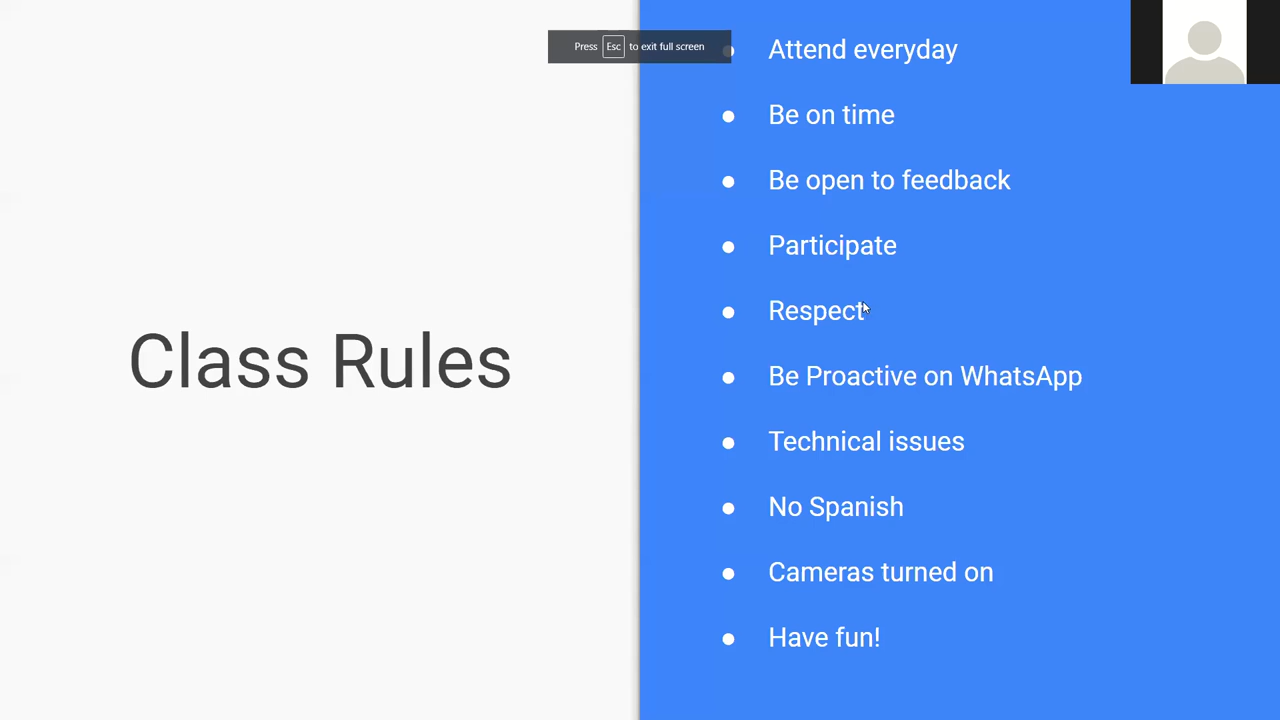 Press Esc to exit full screen
Attend everyday
Be on time
Be open to feedback
Participate
Respect
Class Rules
Be Proactive on WhatsApp
Technical issues
No Spanish
Cameras turned on
Have fun!